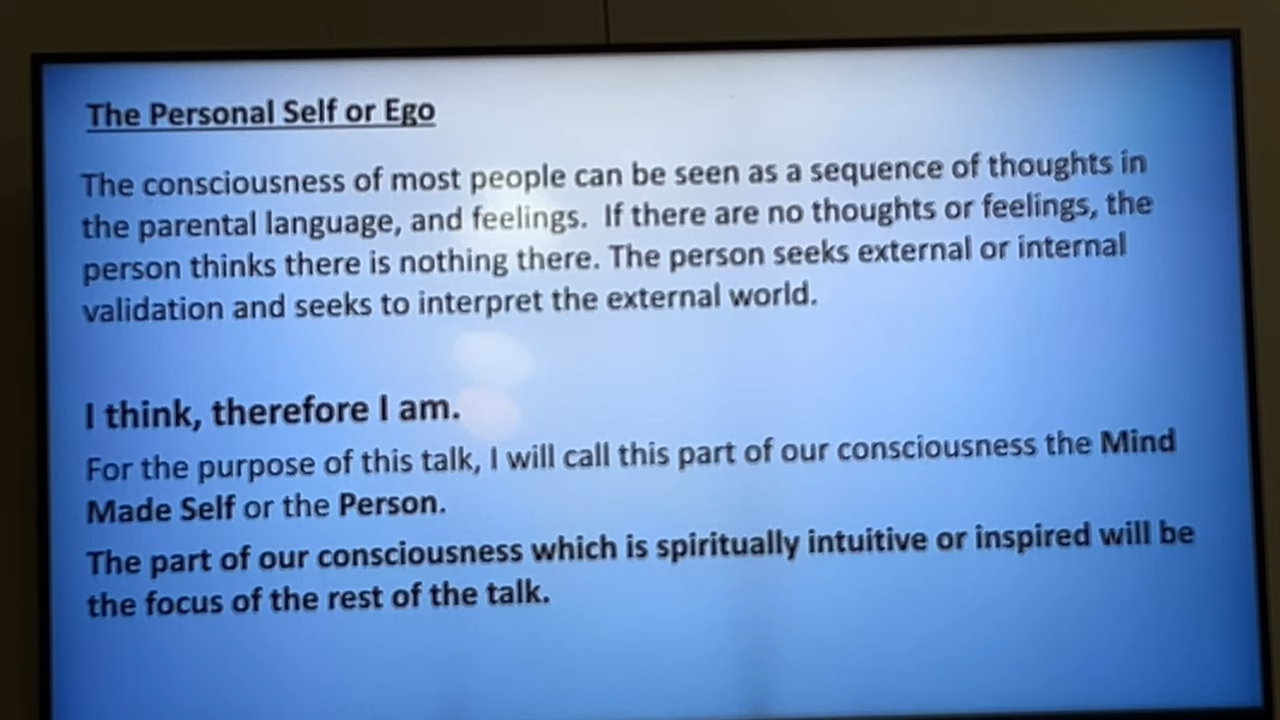 The Personal Self or Ego
The consciousness of most people can be seen as a sequence of thoughts in
the parental language, and feelings. If there are no thoughts or feelings, the
person thinks there is nothing there. The person seeks external or internal
validation and seeks to interpret the external world.
I think, therefore I am.
For the purpose of this talk, I will call this part of our consciousness the Mind
Made Self or the Person.
The part of our consciousness which is spiritually intuitive or inspired will be
the focus of the rest of the talk.